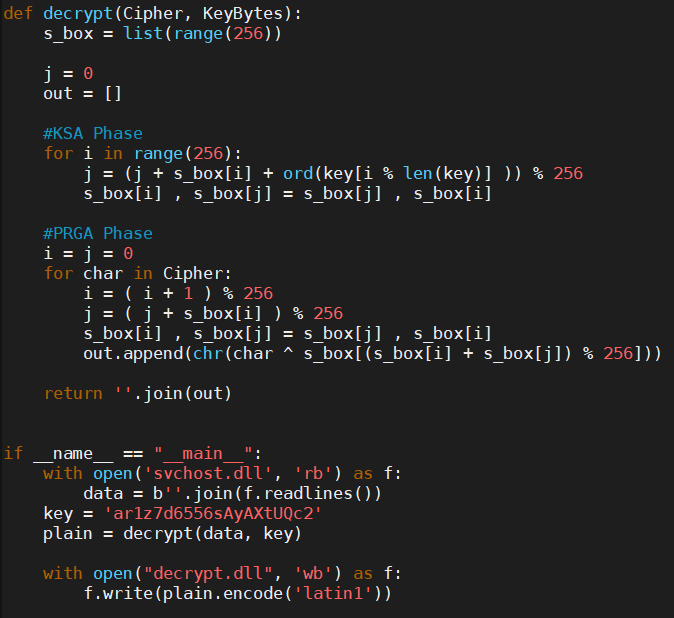 def decrypt(Cipher, KeyBytes):
    s_box = list(range(256))

    j = 0
    out = []

    #KSA Phase
    for i in range(256):
        j = (j + s_box[i] + ord(key[i % len(key)] )) % 256
        s_box[i] , s_box[j] = s_box[j] , s_box[i]

    #PRGA Phase
    i = j = 0
    for char in Cipher:
        i = ( i + 1 ) % 256
        j = ( j + s_box[i] ) % 256
        s_box[i] , s_box[j] = s_box[j] , s_box[i]
        out.append(chr(char ^ s_box[(s_box[i] + s_box[j]) % 256]))

    return ''.join(out)


if __name__ == "__main__":
    with open('svchost.dll', 'rb') as f:
        data = b''.join(f.readlines())
    key = 'ar1z7d6556sAyAXtUQc2'
    plain = decrypt(data, key)

    with open("decrypt.dll", 'wb') as f:
        f.write(plain.encode('latin1'))